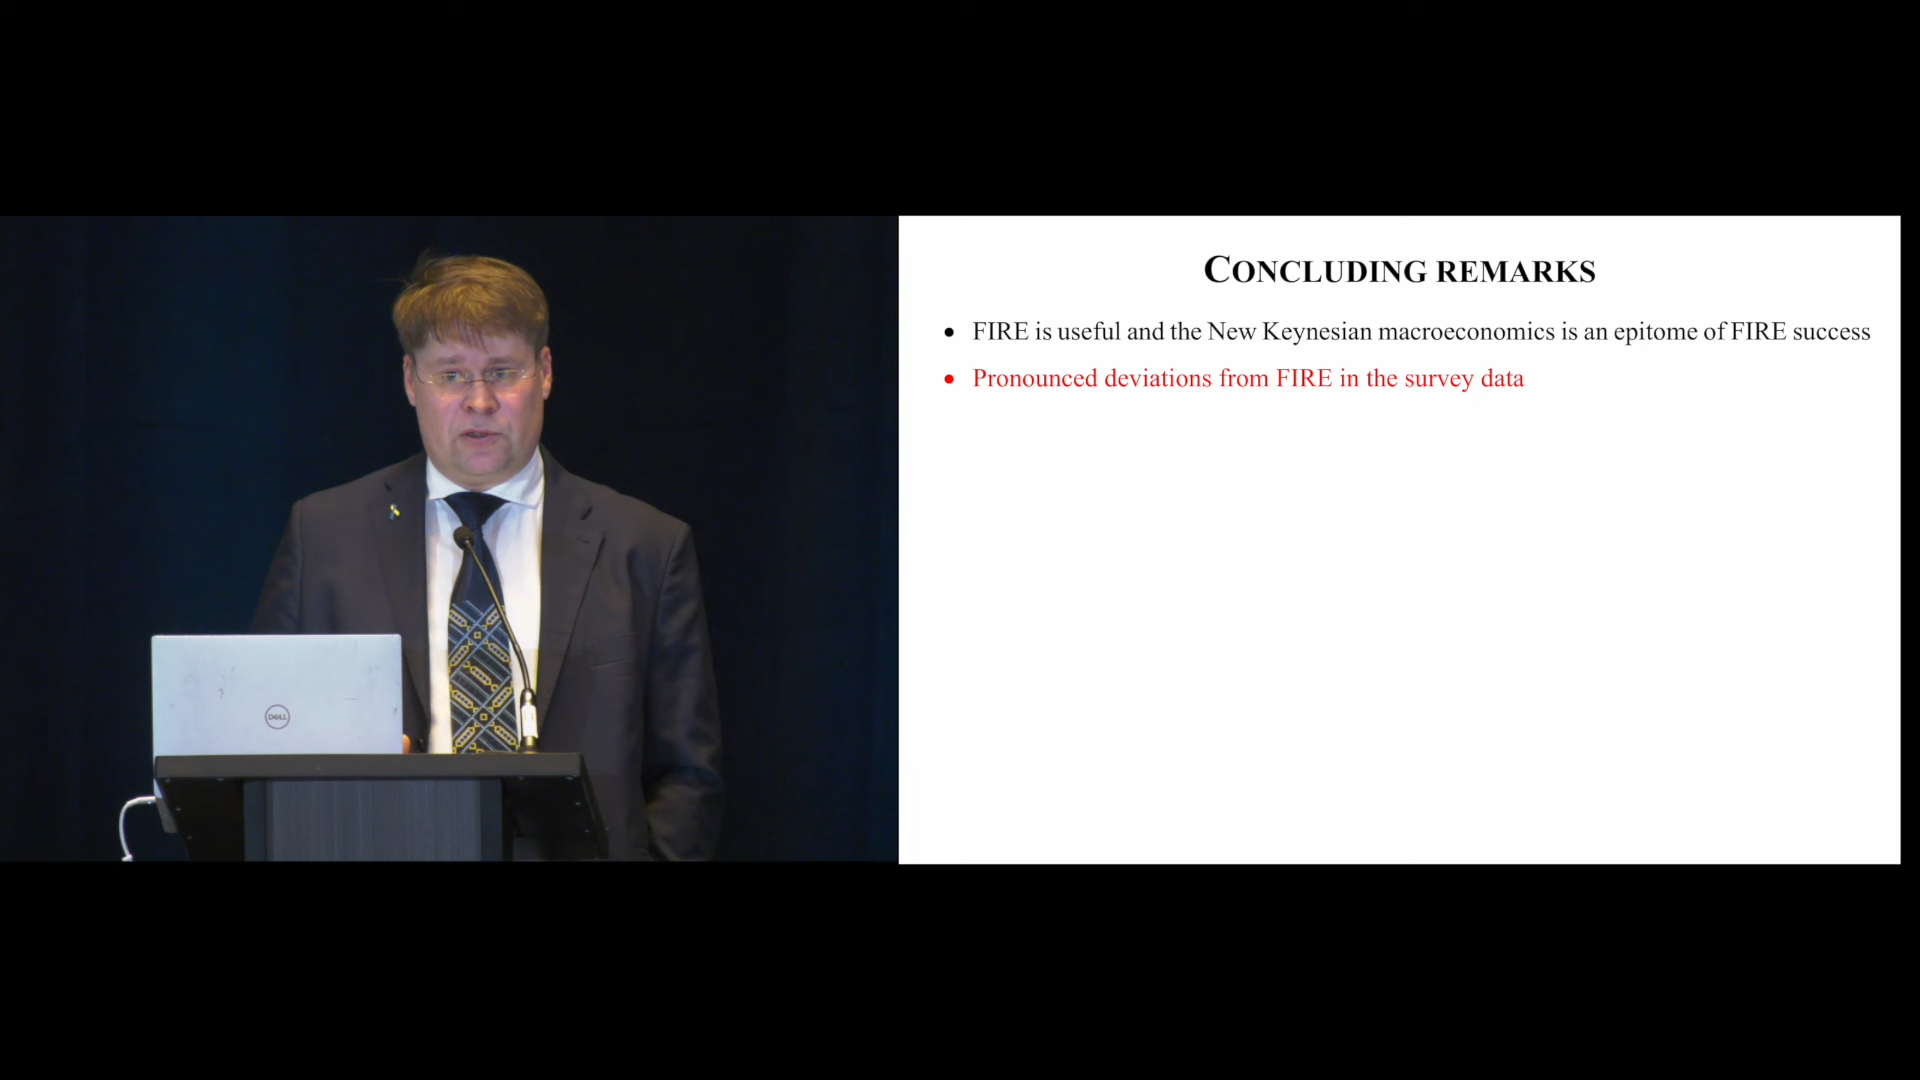 CONCLUDING REMARKS
• FIRE is useful and the New Keynesian macroeconomics is an epitome of FIRE success
• Pronounced deviations from FIRE in the survey data
DELL